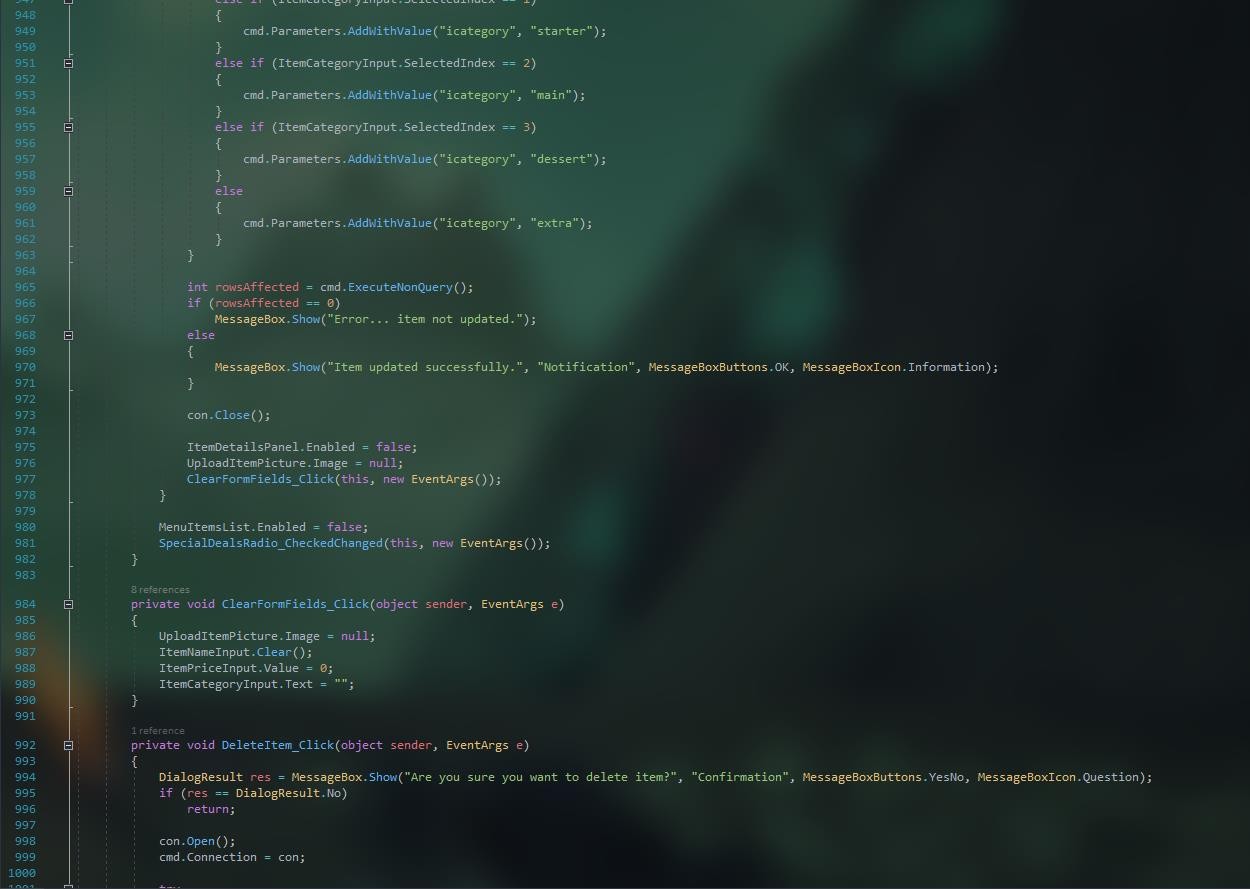 947 else if (ItemCategoryInput.SelectedIndex == 1)
948 {
949 cmd.Parameters.AddWithValue("icategory", "starter");
950 }
951 else if (ItemCategoryInput.SelectedIndex == 2)
952 {
953 cmd.Parameters.AddWithValue("icategory", "main");
954 }
955 else if (ItemCategoryInput.SelectedIndex == 3)
956 {
957 cmd.Parameters.AddWithValue("icategory", "dessert");
958 }
959 else
960 {
961 cmd.Parameters.AddWithValue("icategory", "extra");
962 }
963 }
964
965 int rowsAffected = cmd.ExecuteNonQuery();
966 if (rowsAffected == 0)
967 MessageBox.Show("Error... item not updated.");
968 else
969 {
970 MessageBox.Show("Item updated successfully.", "Notification", MessageBoxButtons.OK, MessageBoxIcon.Information);
971 }
972
973 con.Close();
974
975 ItemDetailsPanel.Enabled = false;
976 UploadItemPicture.Image = null;
977 ClearFormFields_Click(this, new EventArgs());
978 }
979
980 MenuItemsList.Enabled = false;
981 SpecialDealsRadio_CheckedChanged(this, new EventArgs());
982 }
983
8 references
984 private void ClearFormFields_Click(object sender, EventArgs e)
985 {
986 UploadItemPicture.Image = null;
987 ItemNameInput.Clear();
988 ItemPriceInput.Value = 0;
989 ItemCategoryInput.Text = "";
990 }
991
1 reference
992 private void DeleteItem_Click(object sender, EventArgs e)
993 {
994 DialogResult res = MessageBox.Show("Are you sure you want to delete item?", "Confirmation", MessageBoxButtons.YesNo, MessageBoxIcon.Question);
995 if (res == DialogResult.No)
996 return;
997
998 con.Open();
999 cmd.Connection = con;
1000
1001 try